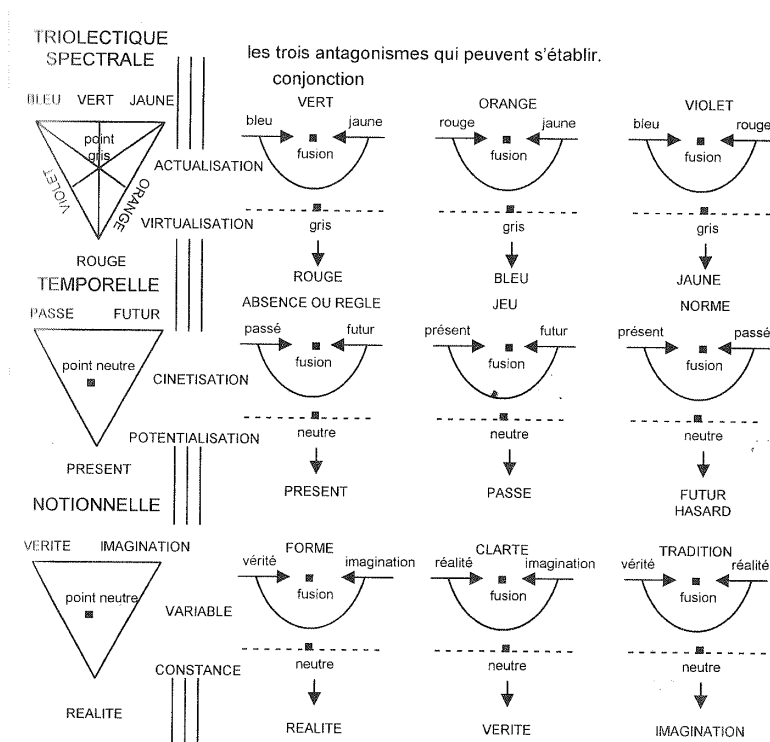 TRIOLECTIQUE
SPECTRALE
les trois antagonismes qui peuvent s'établir.
conjonction
BLEU VERT JAUNE
VERT
ORANGE
VIOLET
bleu jaune
rouge jaune
bleu rouge
point
gris
fusion
fusion
fusion
ACTUALISATION
VIOLET
ORANGE
VIRTUALISATION
gris
gris
gris
ROUGE
ROUGE
BLEU
JAUNE
TEMPORELLE
ABSENCE OU REGLE
JEU
NORME
PASSE FUTUR
passé futur
présent futur
présent passé
point neutre
fusion
fusion
fusion
CINETISATION
POTENTIALISATION
neutre
neutre
neutre
PRESENT
PRESENT
PASSE
FUTUR
HASARD
NOTIONNELLE
VERITE IMAGINATION
FORME
CLARTE
TRADITION
vérité imagination
réalité imagination
vérité réalité
point neutre
fusion
fusion
fusion
VARIABLE
CONSTANCE
neutre
neutre
neutre
REALITE
REALITE
VERITE
IMAGINATION